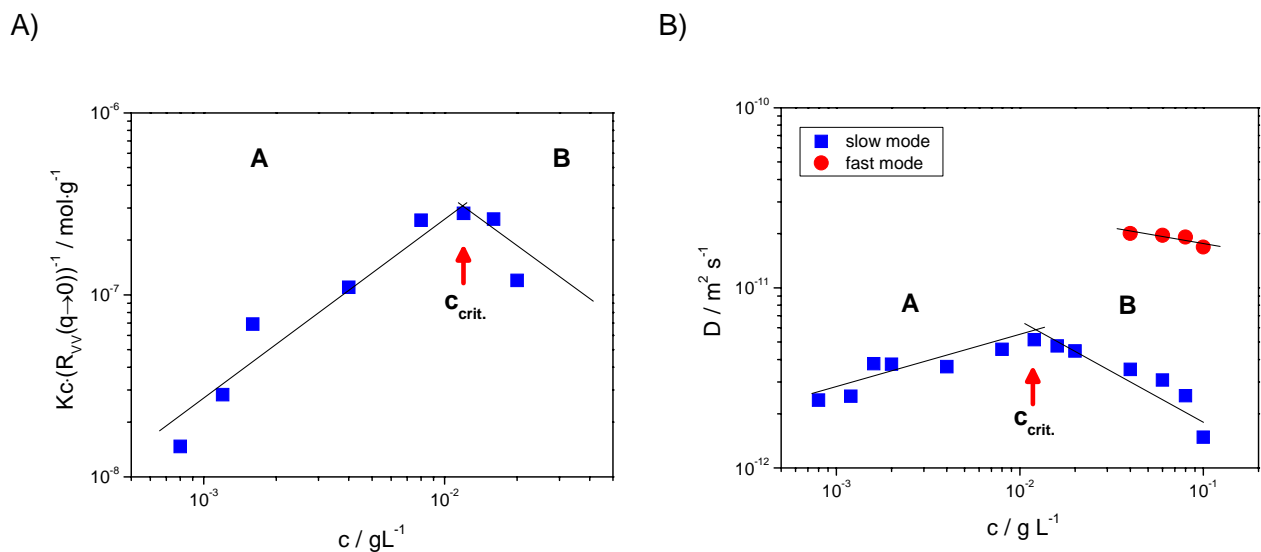 A)
B)
10⁻⁶
10⁻⁷
10⁻⁸
Kc·(R_VV(q→0))⁻¹ / mol·g⁻¹
A
B
c_crit.
10⁻³
10⁻²
c / gL⁻¹
10⁻¹⁰
10⁻¹¹
10⁻¹²
D / m² s⁻¹
slow mode
fast mode
A
B
c_crit.
10⁻³
10⁻²
10⁻¹
c / g L⁻¹